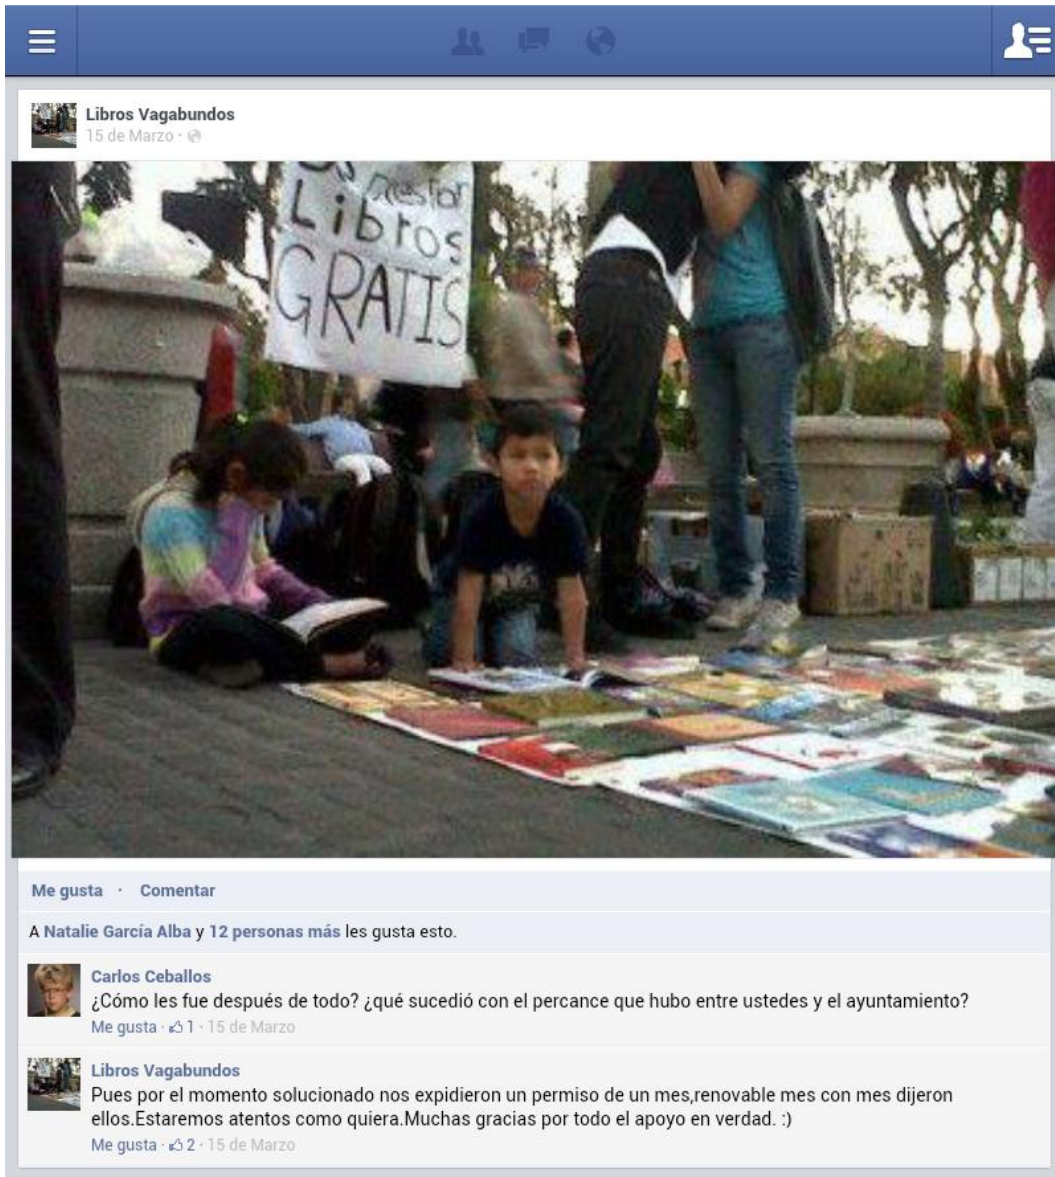 Libros Vagabundos
15 de Marzo ·
Libros
GRATIS
Me gusta · Comentar
A Natalie García Alba y 12 personas más les gusta esto.
Carlos Ceballos
¿Cómo les fue después de todo? ¿qué sucedió con el percance que hubo entre ustedes y el ayuntamiento?
Me gusta · 1 · 15 de Marzo
Libros Vagabundos
Pues por el momento solucionado nos expidieron un permiso de un mes,renovable mes con mes dijeron
ellos.Estaremos atentos como quiera.Muchas gracias por todo el apoyo en verdad. :)
Me gusta · 2 · 15 de Marzo